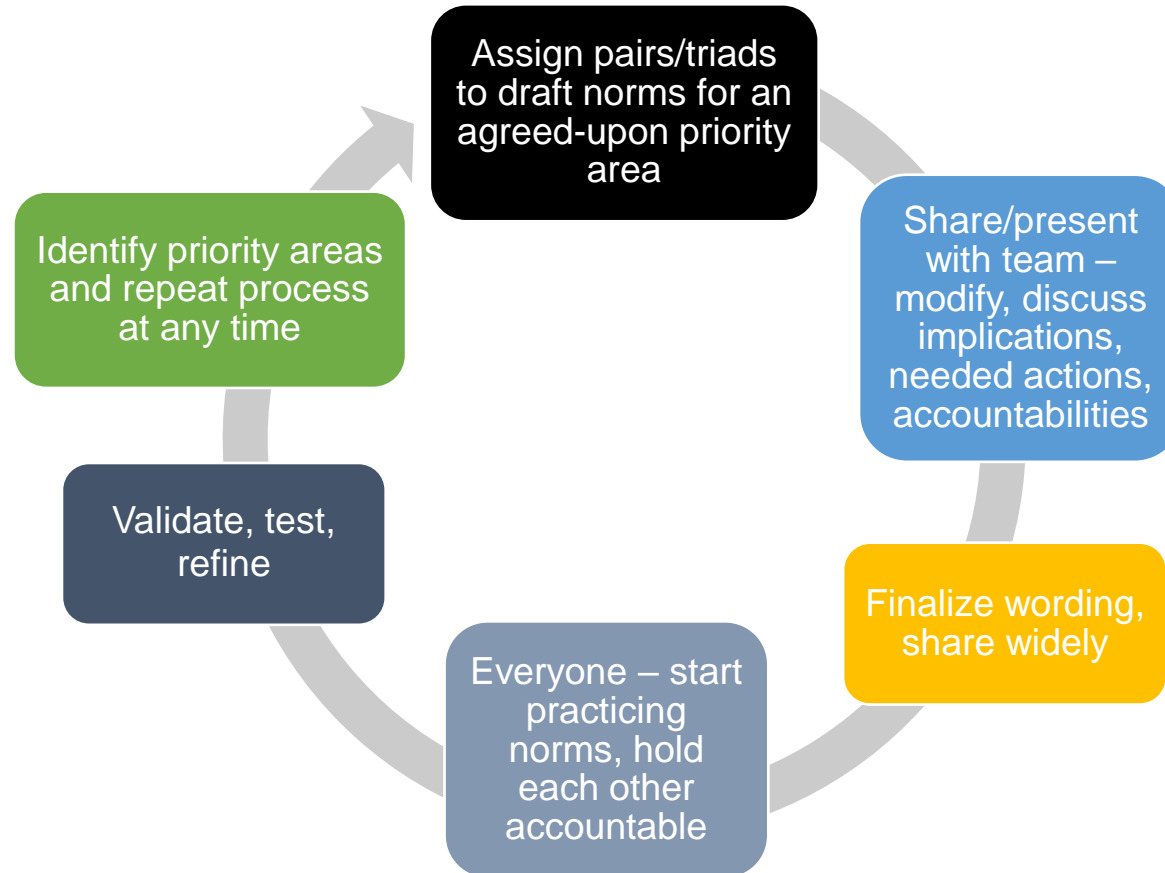 Assign pairs/triads
to draft norms for an
agreed-upon priority
area
Share/present
with team –
modify, discuss
implications,
needed actions,
accountabilities
Finalize wording,
share widely
Everyone – start
practicing
norms, hold
each other
accountable
Validate, test,
refine
Identify priority areas
and repeat process
at any time